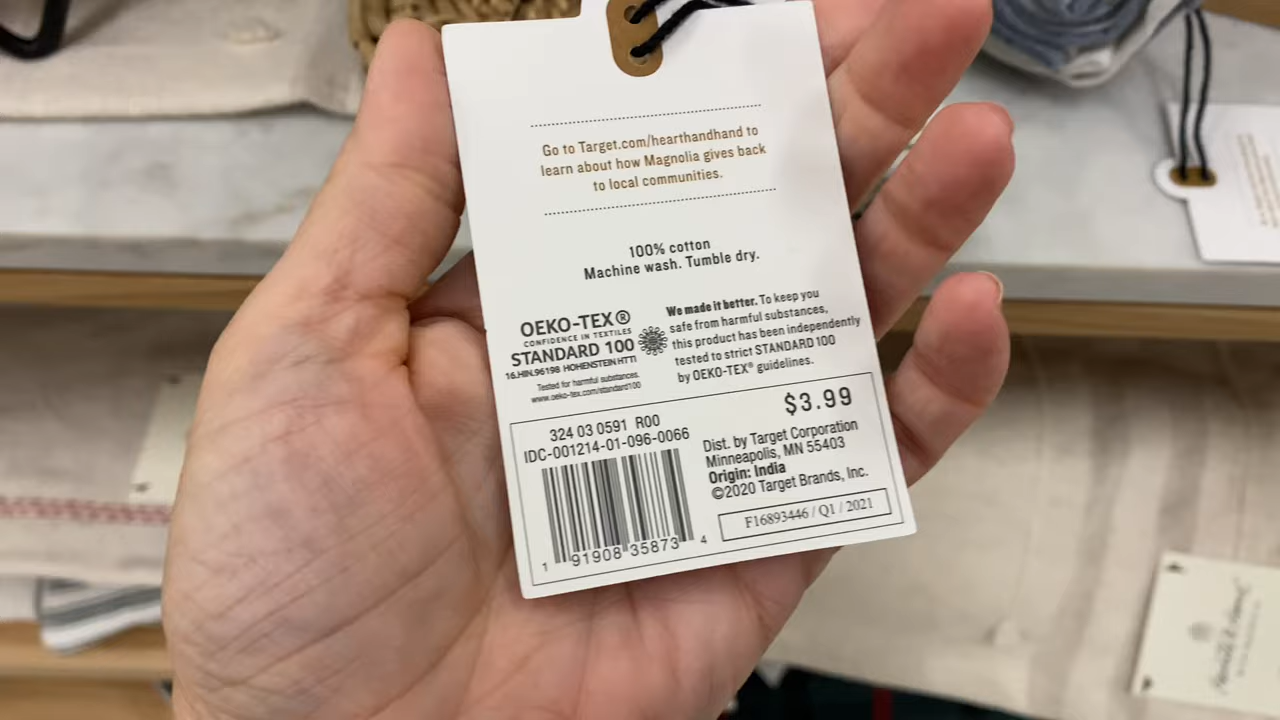 Go to Target.com/hearthandhand to
learn about how Magnolia gives back
to local communities.
100% cotton
Machine wash. Tumble dry.
OEKO-TEX®
CONFIDENCE IN TEXTILES
STANDARD 100
16.HIN.96198 HOHENSTEIN HTTI
Tested for harmful substances.
www.oeko-tex.com/standard100
We made it better. To keep you
safe from harmful substances,
this product has been independently
tested to strict STANDARD 100
by OEKO-TEX® guidelines.
$3.99
324 03 0591 R00
IDC-001214-01-096-0066
1 91908 35873 4
Dist. by Target Corporation
Minneapolis, MN 55403
Origin: India
©2020 Target Brands, Inc.
F16893446 / Q1 / 2021